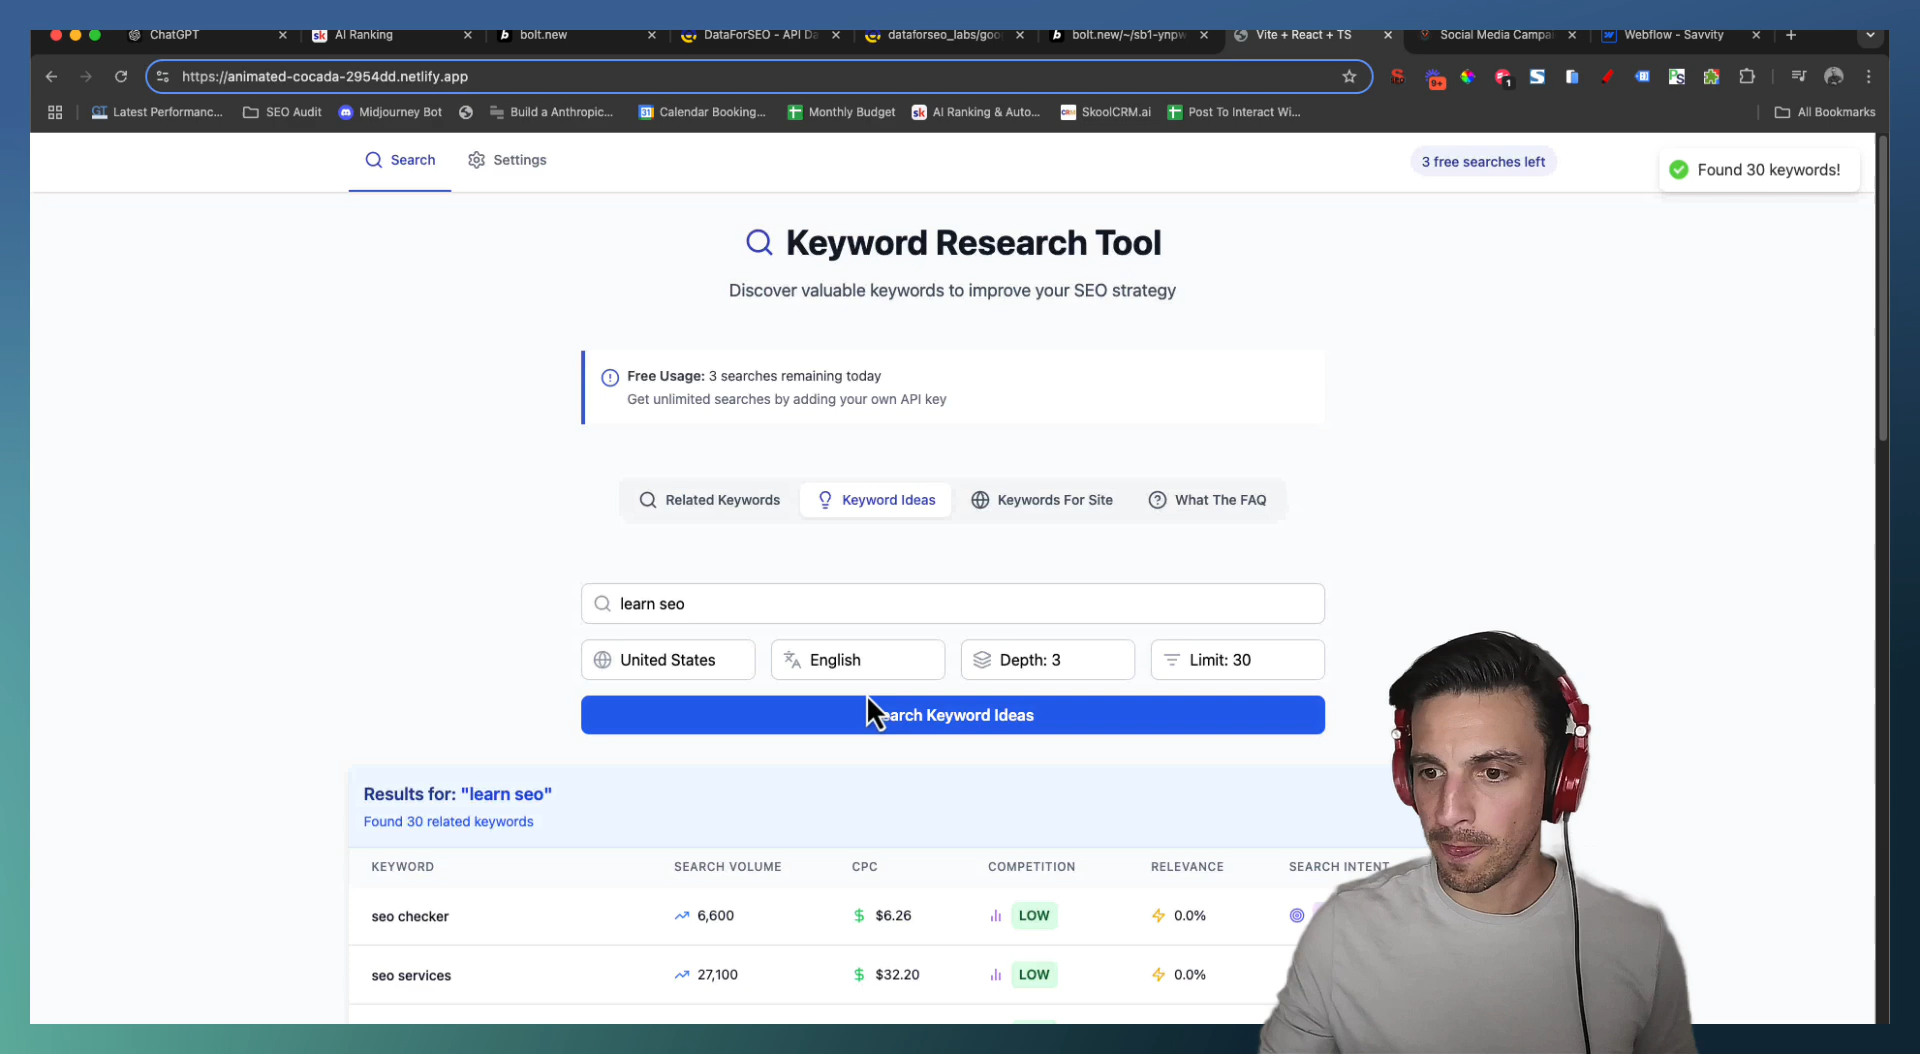 ChatGPT
AI Ranking
bolt.new
DataForSEO - API Da
dataforseo_labs/goo
bolt.new/~/sb1-ynpw
Vite + React + TS
Social Media Campai
Webflow - Savvity
https://animated-cocada-2954dd.netlify.app
Latest Performanc...
SEO Audit
Midjourney Bot
Build a Anthropic...
Calendar Booking...
Monthly Budget
AI Ranking & Auto...
SkoolCRM.ai
Post To Interact Wi...
All Bookmarks
Search
Settings
3 free searches left
Found 30 keywords!
Keyword Research Tool
Discover valuable keywords to improve your SEO strategy
Free Usage: 3 searches remaining today
Get unlimited searches by adding your own API key
Related Keywords
Keyword Ideas
Keywords For Site
What The FAQ
learn seo
United States
English
Depth: 3
Limit: 30
earch Keyword Ideas
Results for: "learn seo"
Found 30 related keywords
KEYWORD SEARCH VOLUME CPC COMPETITION RELEVANCE SEARCH INTENT
seo checker 6,600 $ $6.26 LOW 0.0%
seo services 27,100 $ $32.20 LOW 0.0%